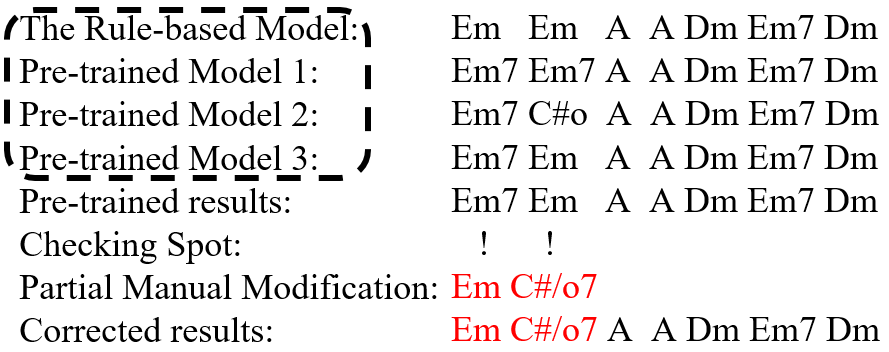 The Rule-based Model: Em Em A A Dm Em7 Dm
Pre-trained Model 1: Em7 Em7 A A Dm Em7 Dm
Pre-trained Model 2: Em7 C#o A A Dm Em7 Dm
Pre-trained Model 3: Em7 Em A A Dm Em7 Dm
Pre-trained results: Em7 Em A A Dm Em7 Dm
Checking Spot: ! !
Partial Manual Modification: Em C#/o7
Corrected results: Em C#/o7 A A Dm Em7 Dm